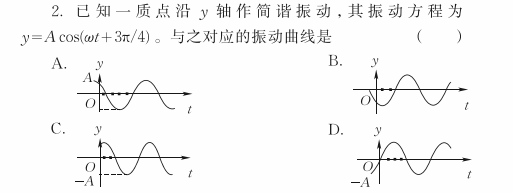 2. 已知一质点沿 y 轴作简谐振动,其振动方程为
y=A cos(ωt+3π/4)。与之对应的振动曲线是 ( )
A. y A O t
B. y O t
C. y O -A t
D. y O -A t